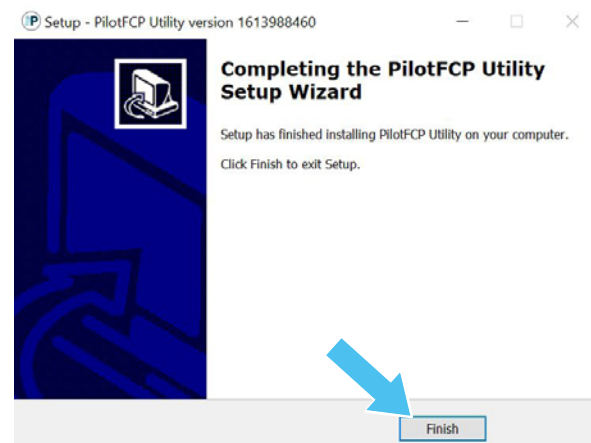 Setup - PilotFCP Utility version 1613988460
Completing the PilotFCP Utility
Setup Wizard
Setup has finished installing PilotFCP Utility on your computer.
Click Finish to exit Setup.
Finish